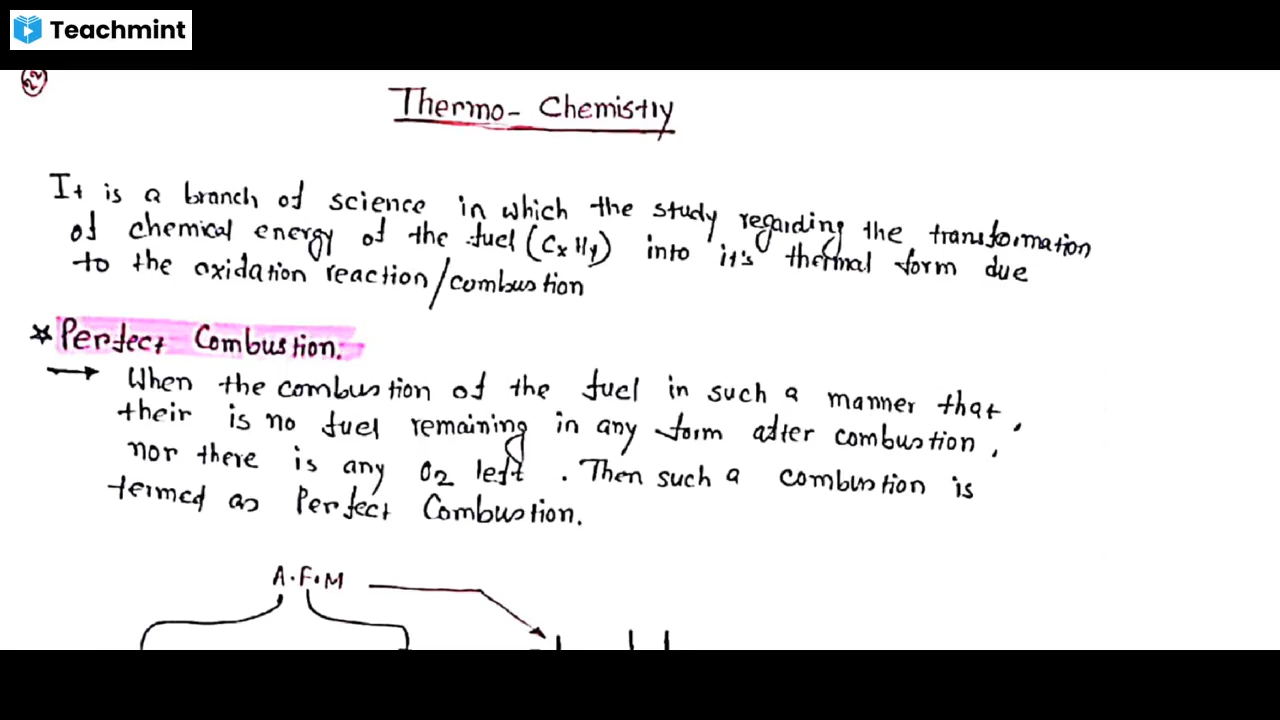 Teachmint
22
Thermo- Chemistry
It is a branch of science in which the study regarding the transformation
of chemical energy of the fuel (CxHy) into it's thermal form due
to the oxidation reaction/combustion
* Perfect Combustion.
→ When the combustion of the fuel in such a manner that,
their is no fuel remaining in any form after combustion,
nor there is any O2 left. Then such a combustion is
termed as Perfect Combustion.
A.F.M